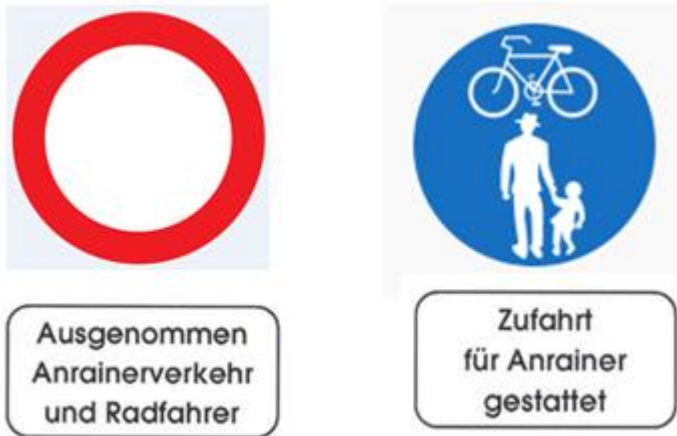 Ausgenommen
Anrainerverkehr
und Radfahrer
Zufahrt
für Anrainer
gestattet